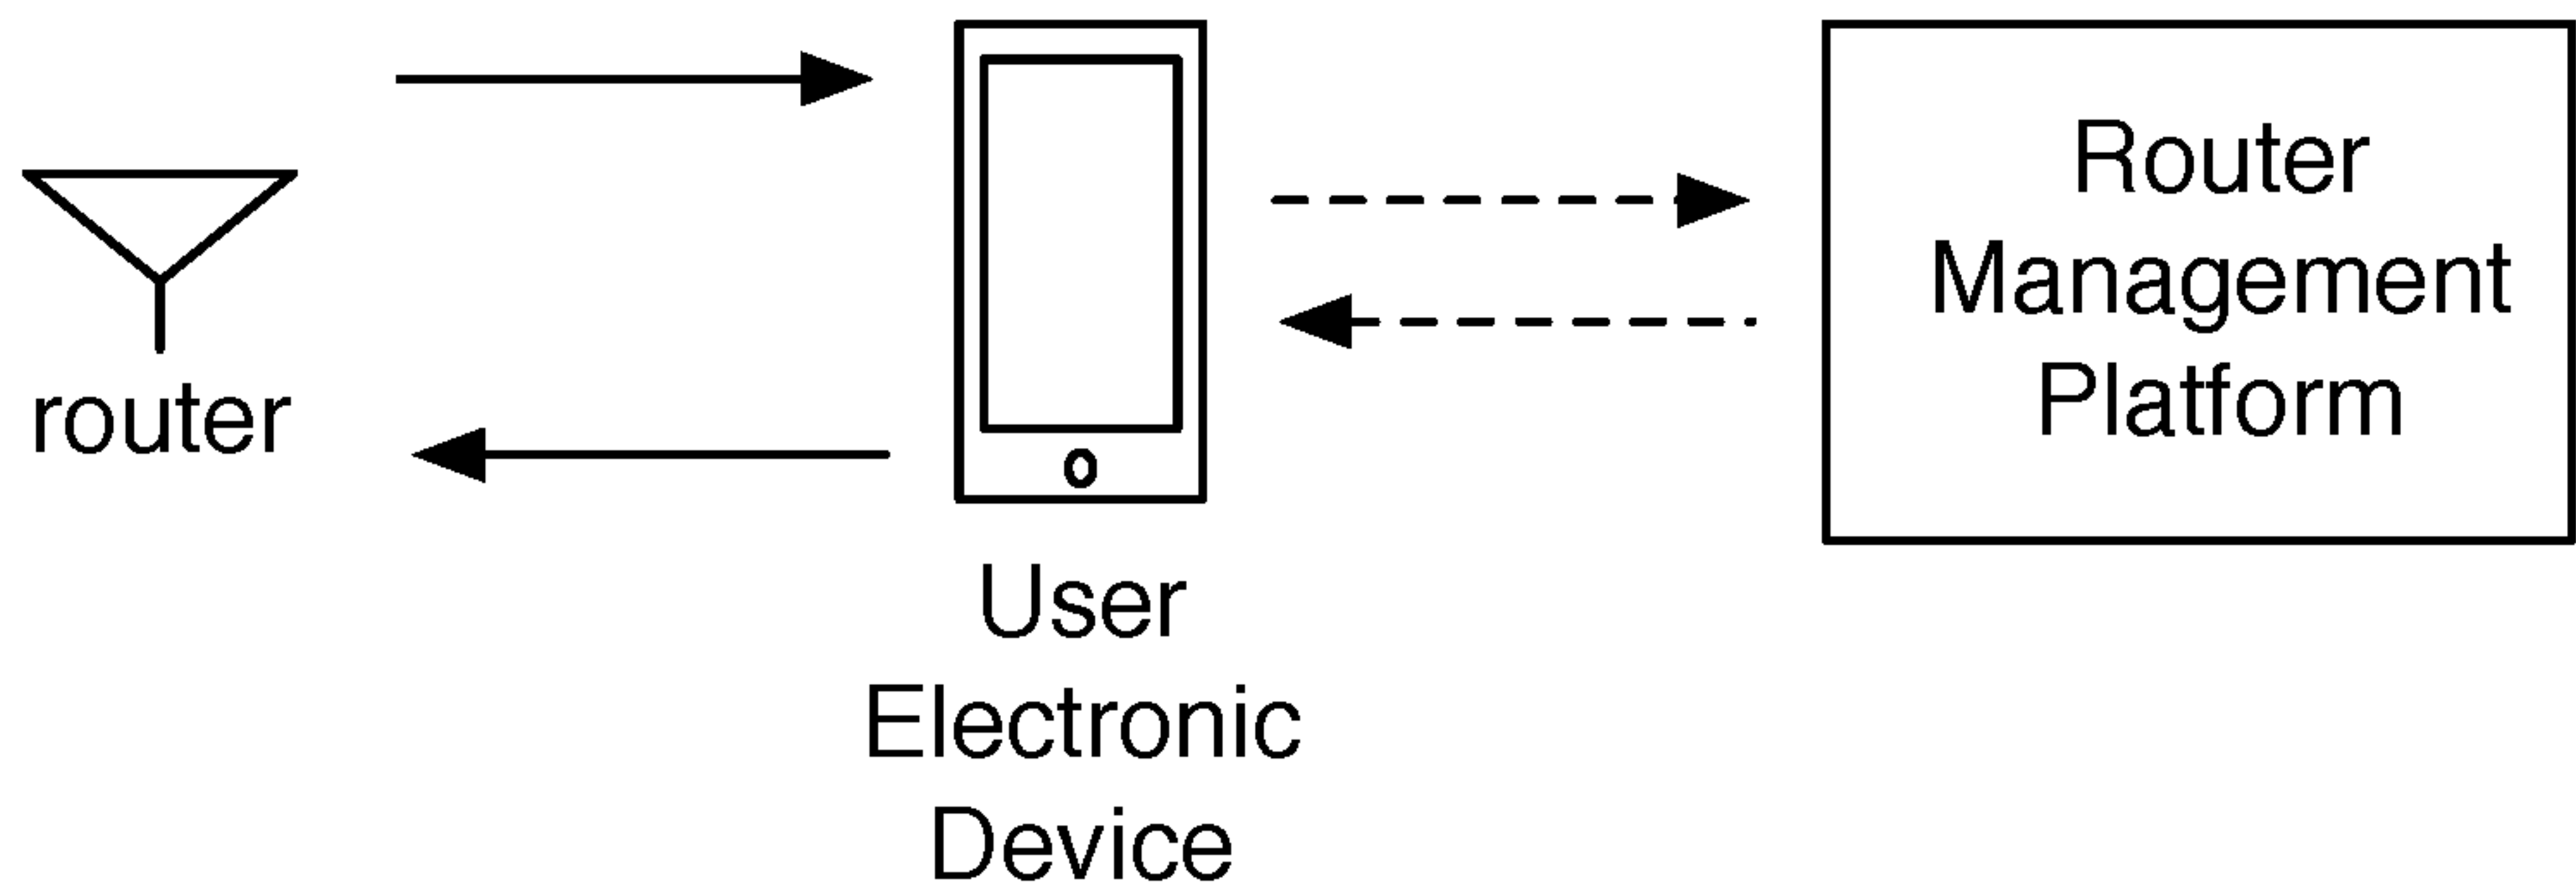 router
User
Electronic
Device
Router
Management
Platform